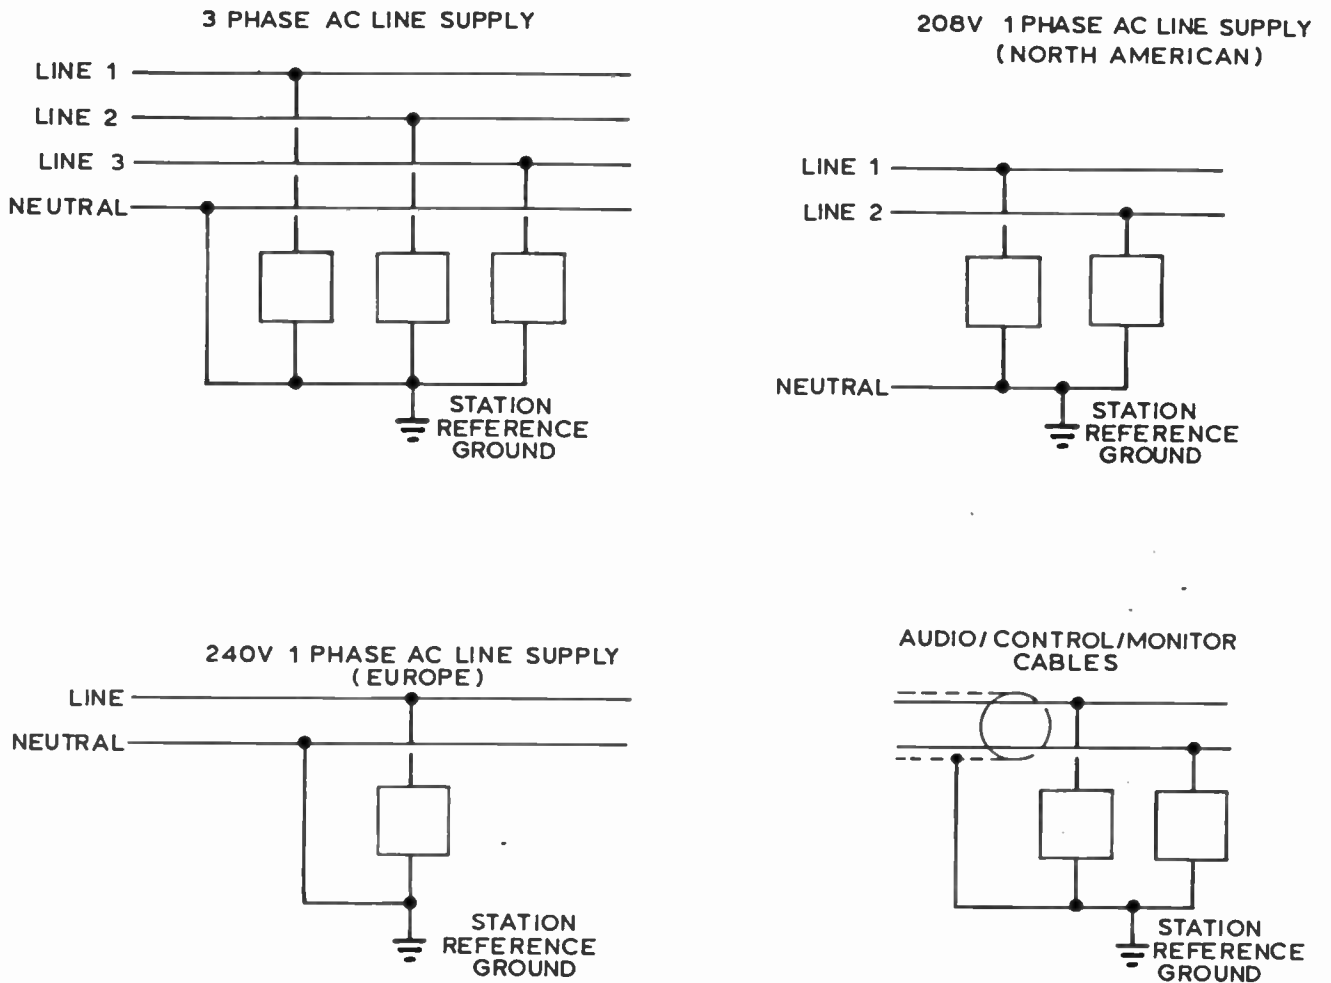 3 PHASE AC LINE SUPPLY
LINE 1
LINE 2
LINE 3
NEUTRAL
STATION
REFERENCE
GROUND
208V 1 PHASE AC LINE SUPPLY
(NORTH AMERICAN)
LINE 1
LINE 2
NEUTRAL
STATION
REFERENCE
GROUND
240V 1 PHASE AC LINE SUPPLY
(EUROPE)
LINE
NEUTRAL
STATION
REFERENCE
GROUND
AUDIO/CONTROL/MONITOR
CABLES
STATION
REFERENCE
GROUND